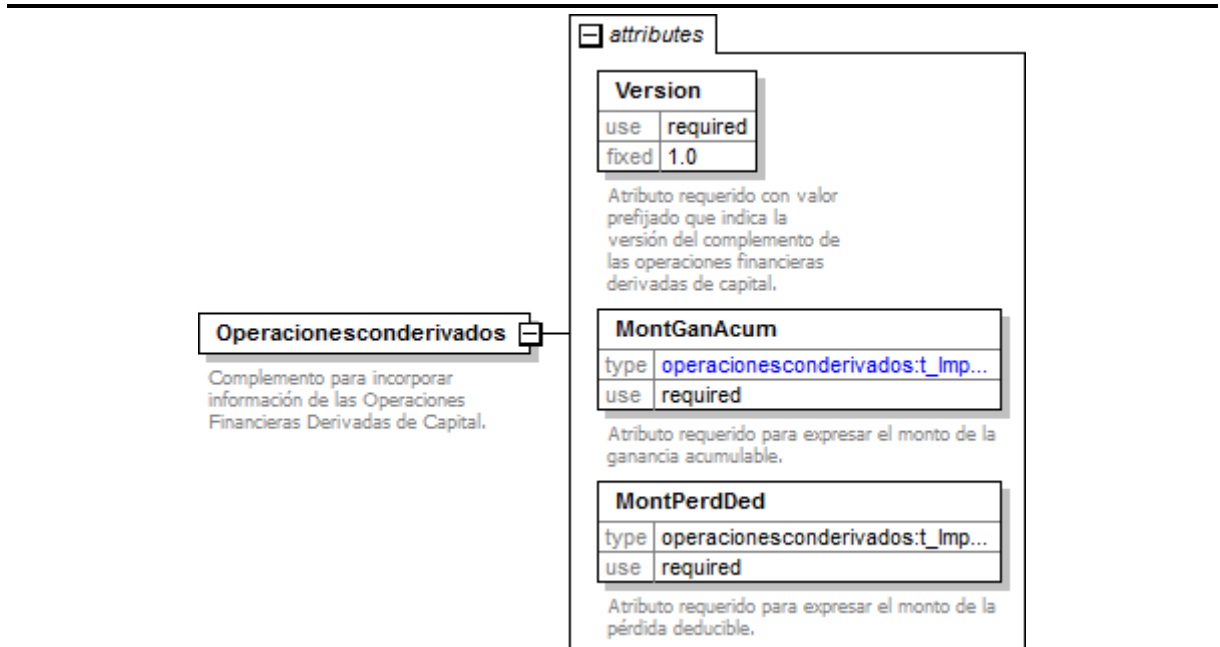 attributes
Version
use required
fixed 1.0
Atributo requerido con valor
prefijado que indica la
versión del complemento de
las operaciones financieras
derivadas de capital.
Operacionesconderivados
Complemento para incorporar
información de las Operaciones
Financieras Derivadas de Capital.
MontGanAcum
type operacionesconderivados:t_Imp...
use required
Atributo requerido para expresar el monto de la
ganancia acumulable.
MontPerdDed
type operacionesconderivados:t_Imp...
use required
Atributo requerido para expresar el monto de la
pérdida deducible.